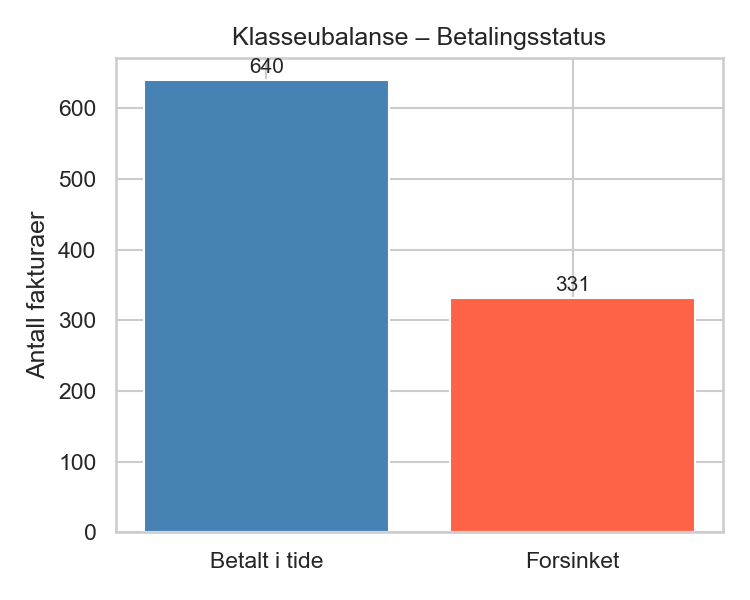 Klasseubalanse – Betalingsstatus
Antall fakturaer
600
500
400
300
200
100
0
640
331
Betalt i tide
Forsinket